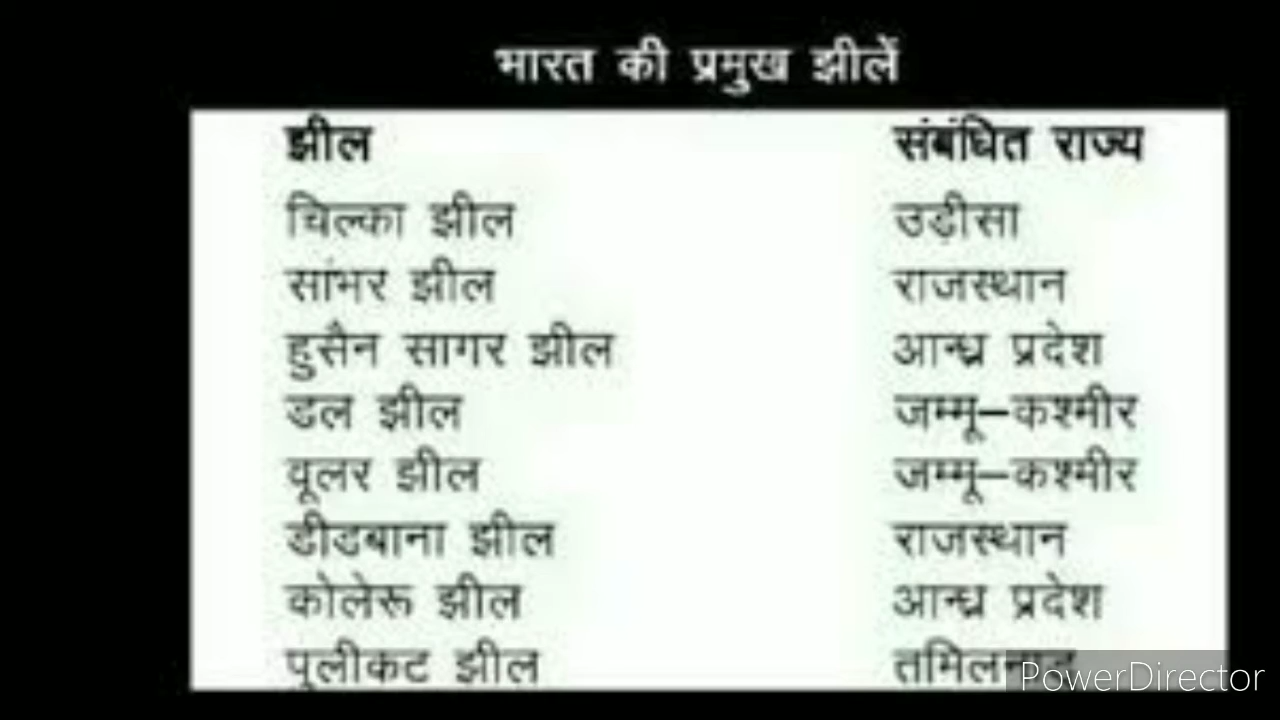 भारत की प्रमुख झीलें
झील संबंधित राज्य
चिल्का झील उड़ीसा
सांभर झील राजस्थान
हुसैन सागर झील आन्ध्र प्रदेश
डल झील जम्मू–कश्मीर
वूलर झील जम्मू–कश्मीर
डीडबाना झील राजस्थान
कोलेरू झील आन्ध्र प्रदेश
पुलीकट झील
PowerDirector